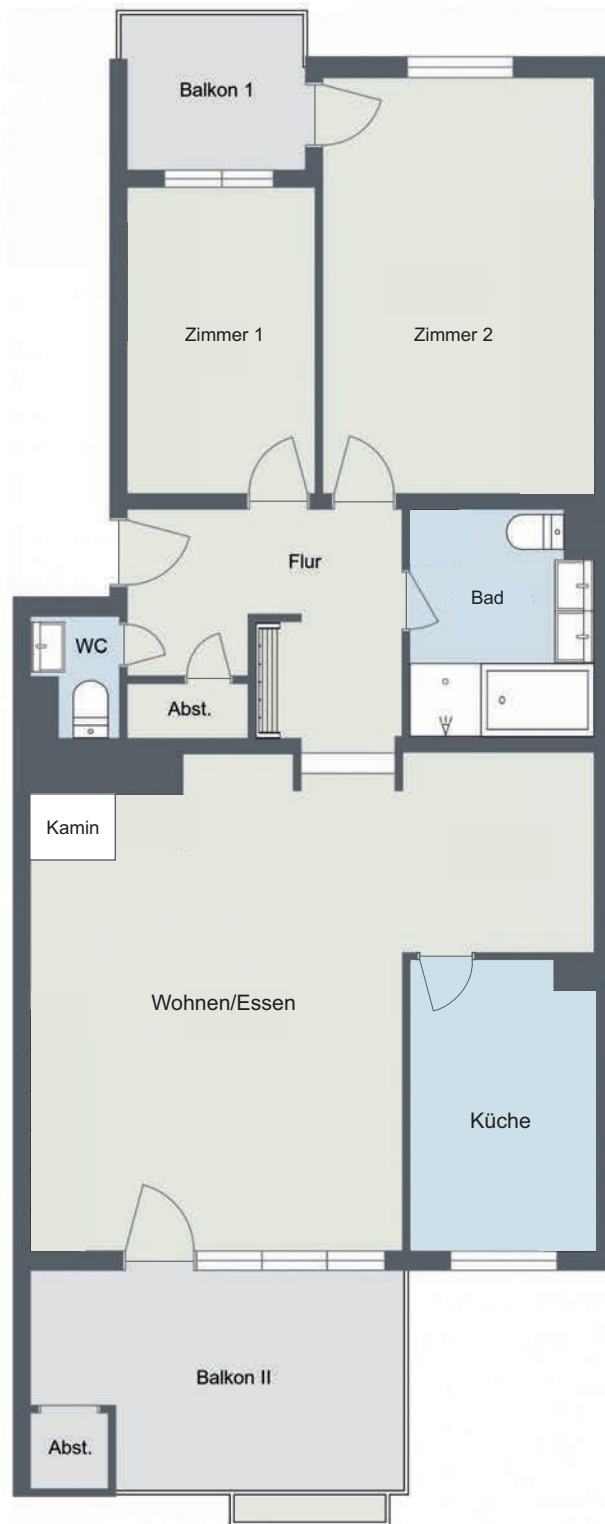 Balkon 1
Zimmer 1
Zimmer 2
Flur
Bad
WC
Abst.
Kamin
Wohnen/Essen
Küche
Balkon II
Abst.